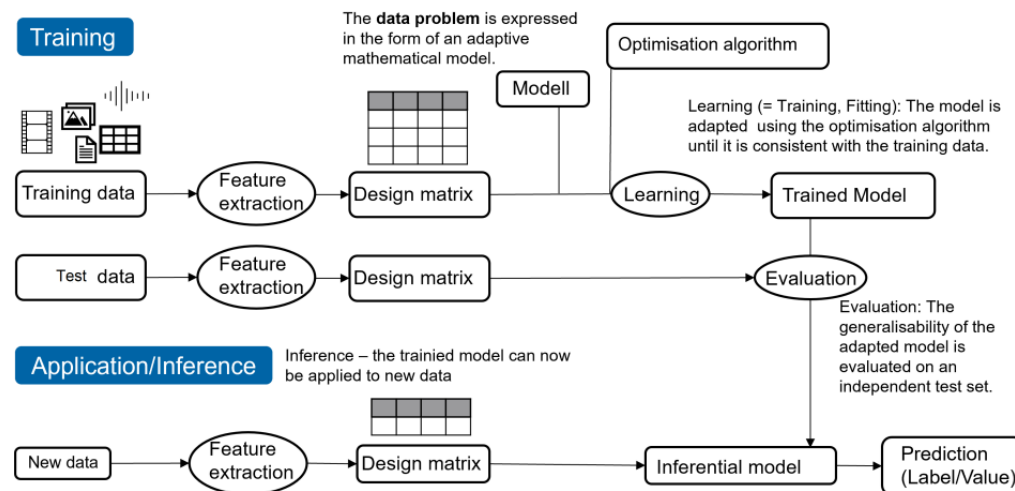 Training
The data problem is expressed
in the form of an adaptive
mathematical model.
Optimisation algorithm
Modell
Learning (= Training, Fitting): The model is
adapted using the optimisation algorithm
until it is consistent with the training data.
Training data
Feature
extraction
Design matrix
Learning
Trained Model
Test data
Feature
extraction
Design matrix
Evaluation
Evaluation: The
generalisability of the
adapted model is
evaluated on an
independent test set.
Application/Inference
Inference – the trainied model can now
be applied to new data
New data
Feature
extraction
Design matrix
Inferential model
Prediction
(Label/Value)